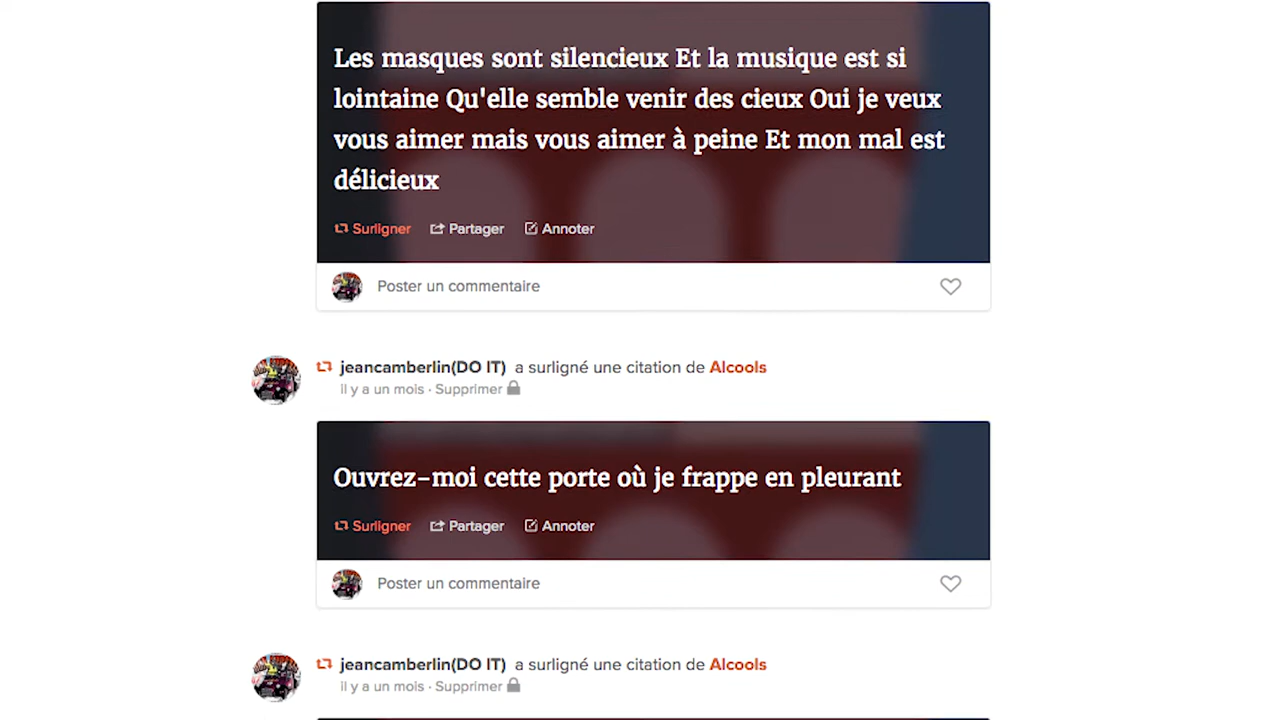 Les masques sont silencieux Et la musique est si
lointaine Qu'elle semble venir des cieux Oui je veux
vous aimer mais vous aimer à peine Et mon mal est
délicieux
Surligner Partager Annoter
Poster un commentaire
jeancamberlin(DO IT) a surligné une citation de Alcools
il y a un mois · Supprimer
Ouvrez-moi cette porte où je frappe en pleurant
Surligner Partager Annoter
Poster un commentaire
jeancamberlin(DO IT) a surligné une citation de Alcools
il y a un mois · Supprimer